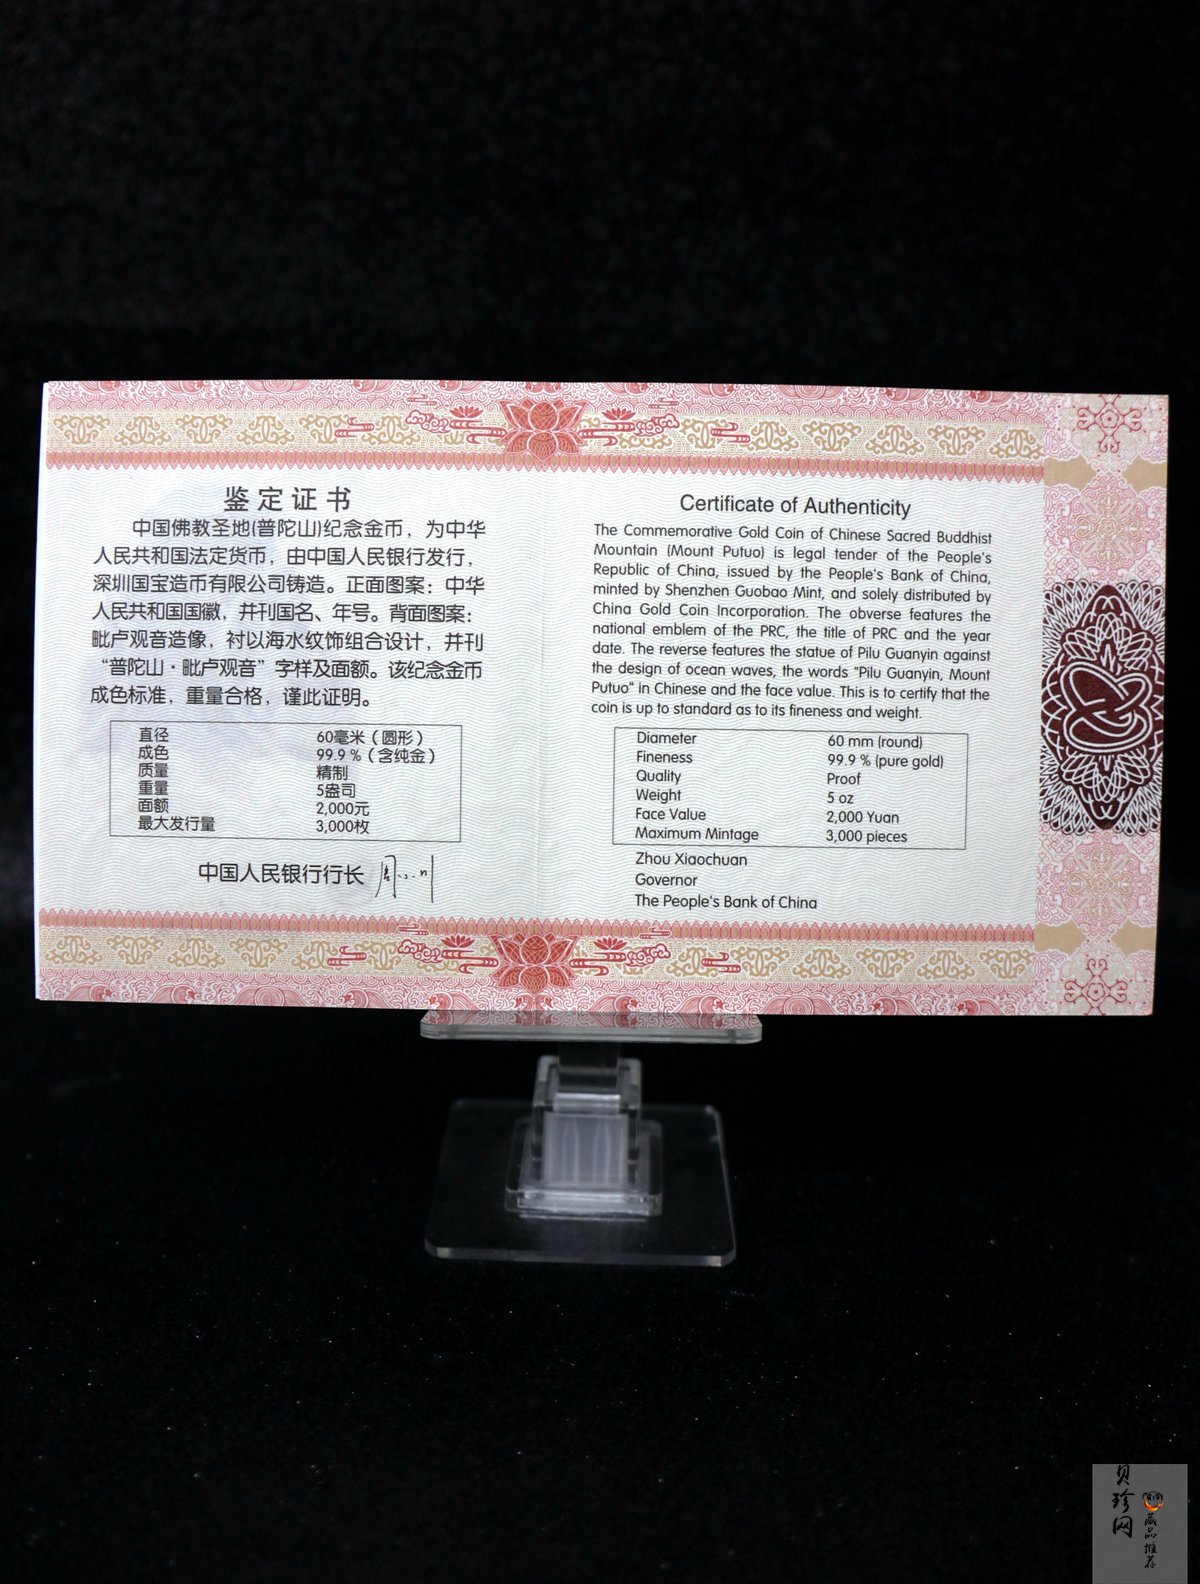 鉴定证书
中国佛教圣地(普陀山)纪念金币，为中华
人民共和国法定货币，由中国人民银行发行，
深圳国宝造币有限公司铸造。正面图案：中华
人民共和国国徽，并刊国名、年号。背面图案：
毗卢观音造像，衬以海水纹饰组合设计，并刊
“普陀山·毗卢观音”字样及面额。该纪念金币
成色标准，重量合格，谨此证明。
直径 60毫米（圆形）
成色 99.9％（含纯金）
质量 精制
重量 5盎司
面额 2,000元
最大发行量 3,000枚
中国人民银行行长 周小川
Certificate of Authenticity
The Commemorative Gold Coin of Chinese Sacred Buddhist
Mountain (Mount Putuo) is legal tender of the People's
Republic of China, issued by the People's Bank of China,
minted by Shenzhen Guobao Mint, and solely distributed by
China Gold Coin Incorporation. The obverse features the
national emblem of the PRC, the title of PRC and the year
date. The reverse features the statue of Pilu Guanyin against
the design of ocean waves, the words "Pilu Guanyin, Mount
Putuo" in Chinese and the face value. This is to certify that the
coin is up to standard as to its fineness and weight.
Diameter 60 mm (round)
Fineness 99.9 % (pure gold)
Quality Proof
Weight 5 oz
Face Value 2,000 Yuan
Maximum Mintage 3,000 pieces
Zhou Xiaochuan
Governor
The People's Bank of China
贝珍网
藏品推荐